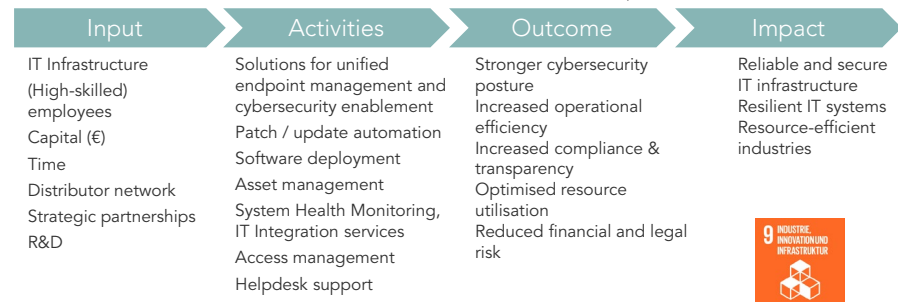 Input
Activities
Outcome
Impact
IT Infrastructure
(High-skilled)
employees
Capital (€)
Time
Distributor network
Strategic partnerships
R&D
Solutions for unified
endpoint management and
cybersecurity enablement
Patch / update automation
Software deployment
Asset management
System Health Monitoring,
IT Integration services
Access management
Helpdesk support
Stronger cybersecurity
posture
Increased operational
efficiency
Increased compliance &
transparency
Optimised resource
utilisation
Reduced financial and legal
risk
Reliable and secure
IT infrastructure
Resilient IT systems
Resource-efficient
industries
9 INDUSTRIE,
INNOVATION UND
INFRASTRUKTUR